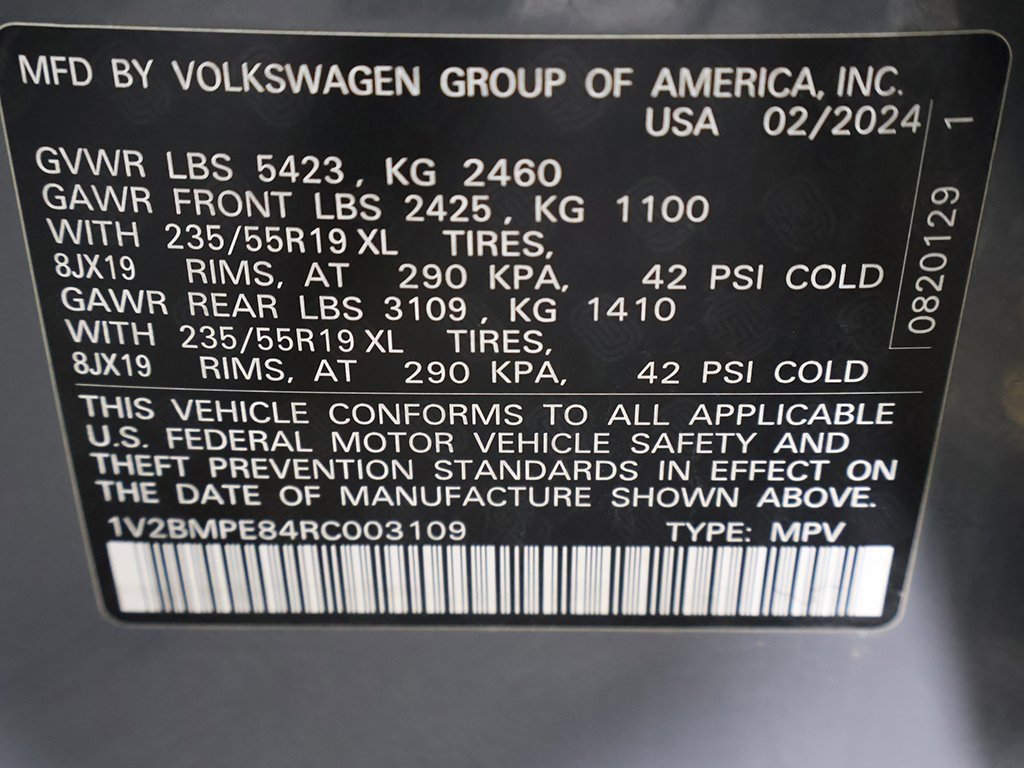 MFD BY VOLKSWAGEN GROUP OF AMERICA, INC.
USA 02/2024
GVWR LBS 5423, KG 2460
GAWR FRONT LBS 2425, KG 1100
WITH 235/55R19 XL TIRES,
8JX19 RIMS, AT 290 KPA, 42 PSI COLD
GAWR REAR LBS 3109, KG 1410
WITH 235/55R19 XL TIRES,
8JX19 RIMS, AT 290 KPA, 42 PSI COLD
THIS VEHICLE CONFORMS TO ALL APPLICABLE
U.S. FEDERAL MOTOR VEHICLE SAFETY AND
THEFT PREVENTION STANDARDS IN EFFECT ON
THE DATE OF MANUFACTURE SHOWN ABOVE.
1V2BMPE84RC003109 TYPE: MPV
0820129 1